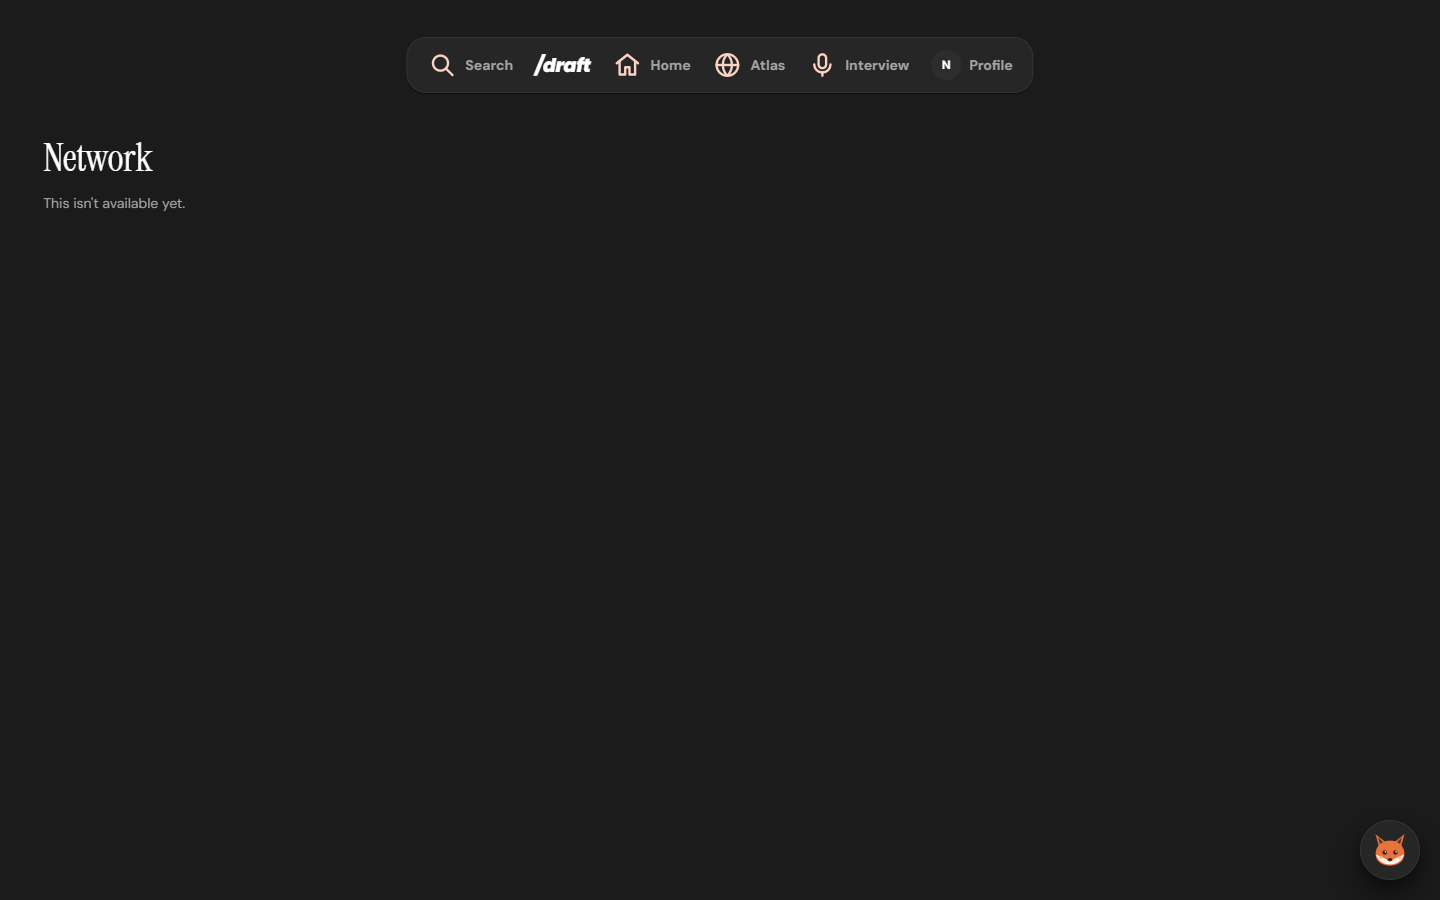 Search
/draft
Home
Atlas
Interview
N
Profile
Network
This isn't available yet.